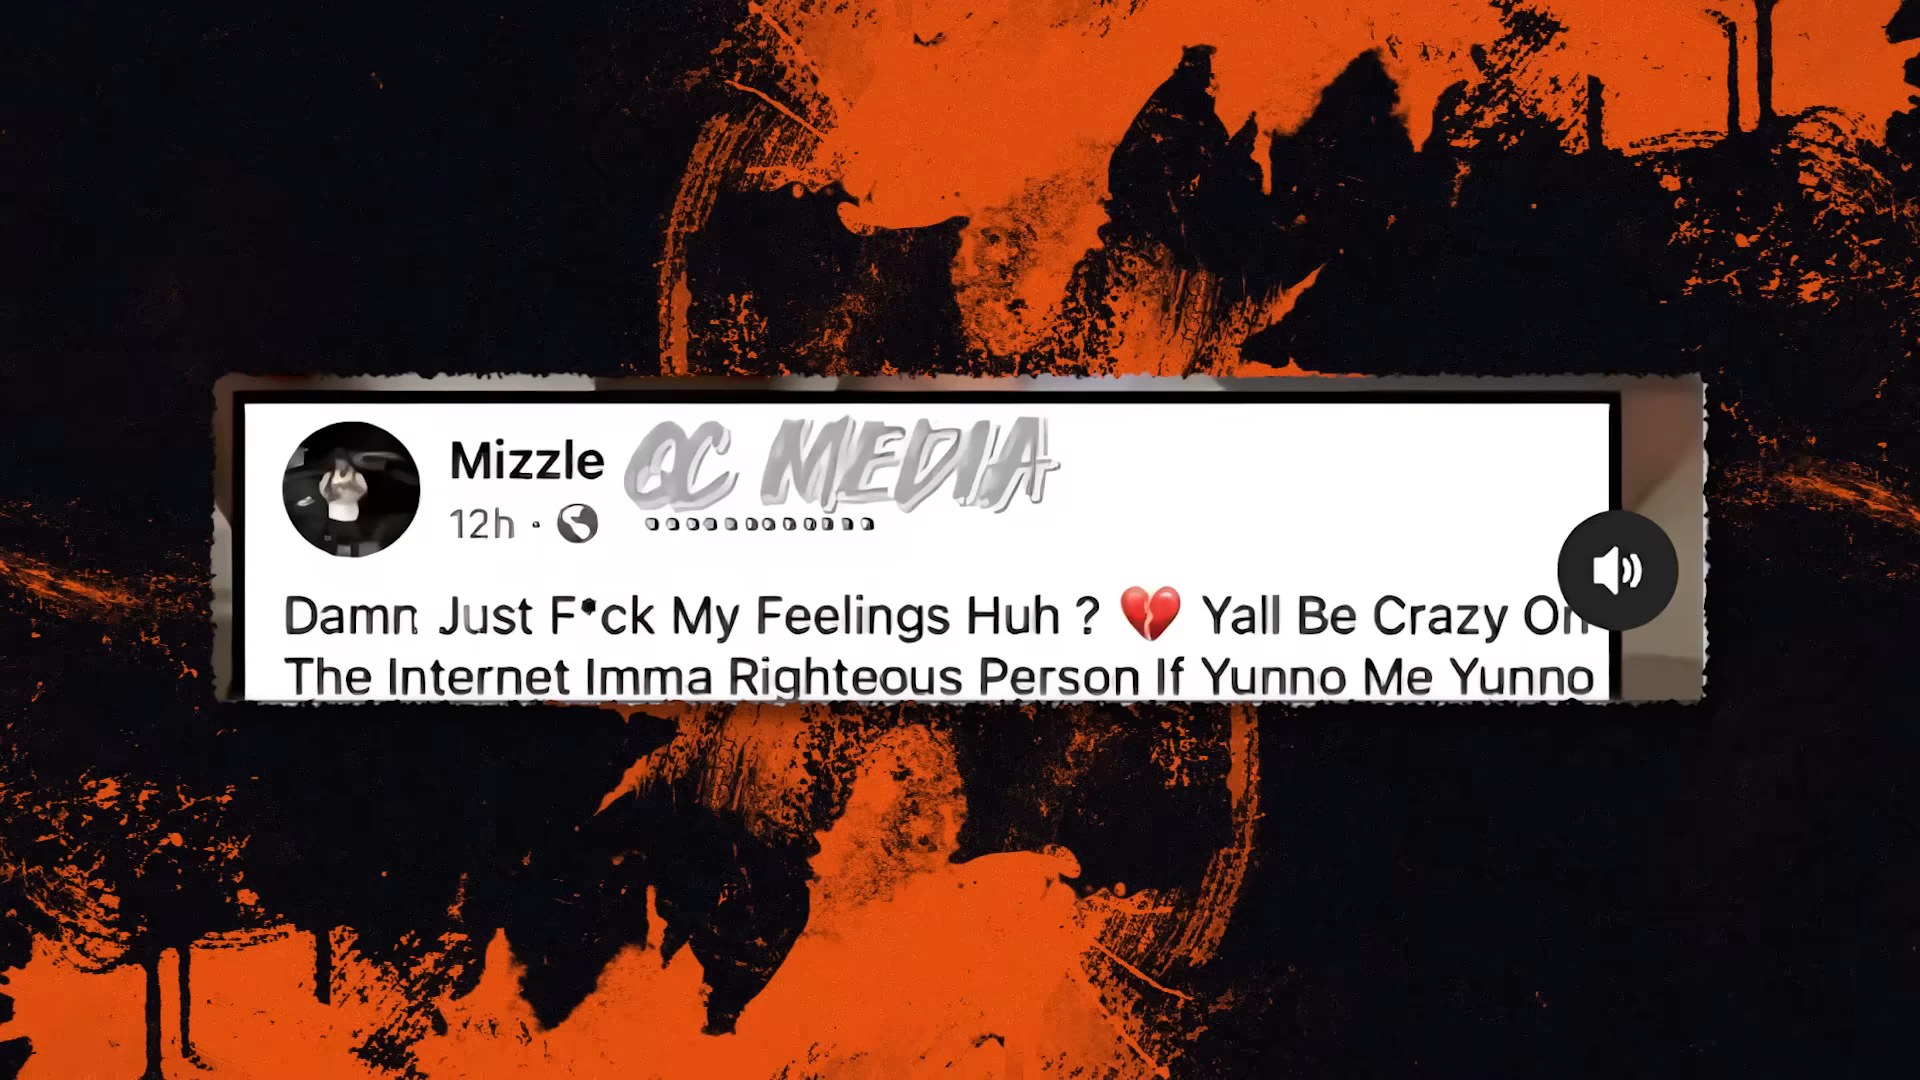 Mizzle
QC MEDIA
12h ·
Damn Just F*ck My Feelings Huh ? 💔 Yall Be Crazy On
The Internet Imma Righteous Person If Yunno Me Yunno